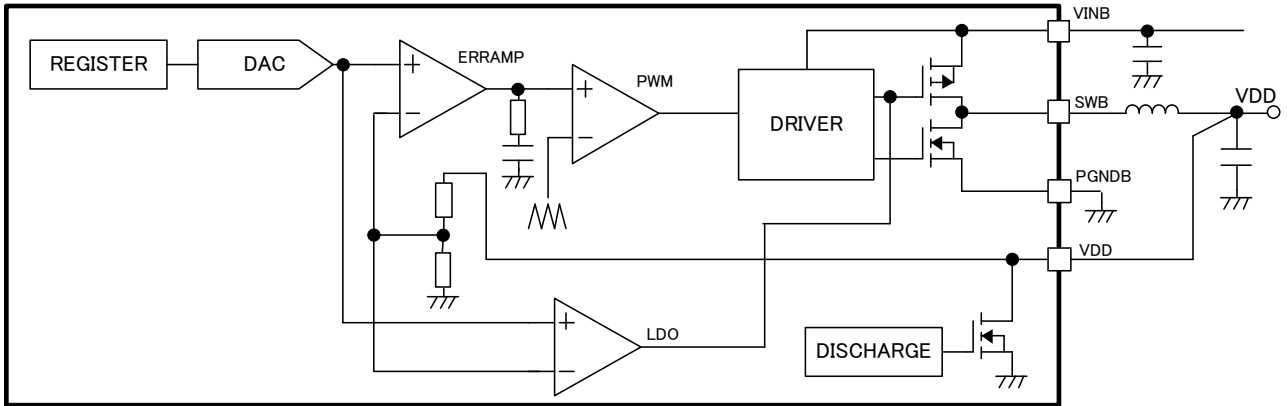 VINB
REGISTER
DAC
ERRAMP
PWM
DRIVER
SWB
VDD
PGNDB
VDD
LDO
DISCHARGE